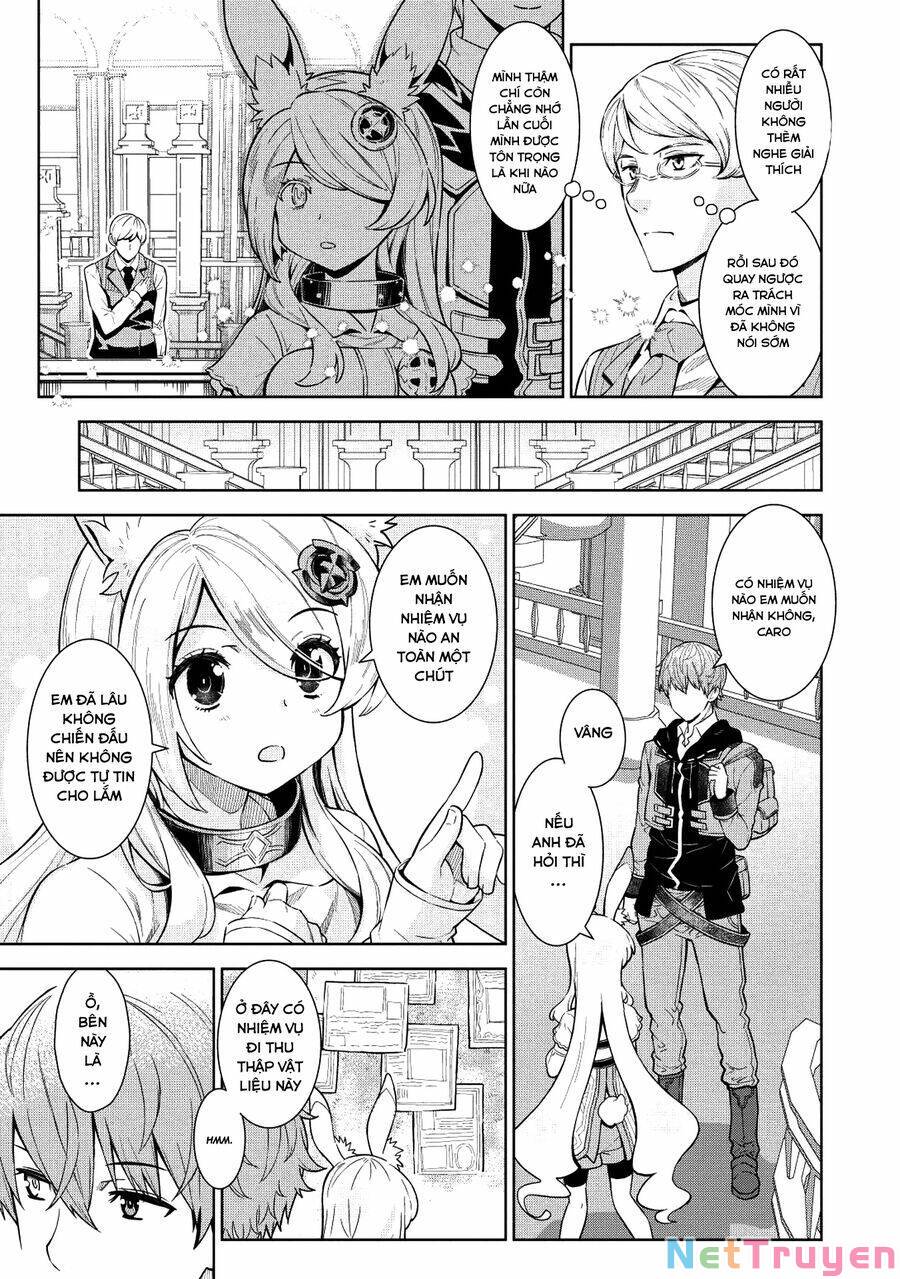 CÓ RẤT
NHIỀU
NGƯỜI
KHÔNG
THÈM
NGHE GIẢI
THÍCH
RỒI SAU ĐÓ
QUAY NGƯỢC
RA TRÁCH
MÓC MÌNH VÌ
ĐÃ KHÔNG
NÓI SỚM
MÌNH THẬM
CHÍ CÒN
CHẲNG NHỚ
LẦN CUỐI
MÌNH ĐƯỢC
TÔN TRỌNG
LÀ KHI NÀO
NỮA
CÓ NHIỆM VỤ
NÀO EM MUỐN
NHẬN KHÔNG,
CARO
VÂNG
NẾU
ANH ĐÃ
HỎI THÌ
...
EM MUỐN
NHẬN
NHIỆM VỤ
NÀO AN
TOÀN MỘT
CHÚT
EM ĐÃ LÂU
KHÔNG
CHIẾN ĐẤU
NÊN KHÔNG
ĐƯỢC TỰ TIN
CHO LẮM
Ở ĐÂY CÓ
NHIỆM VỤ
ĐI THU
THẬP VẬT
LIỆU NÀY
HMM.
Ồ,
BÊN
NÀY
LÀ
...
NetTruyen